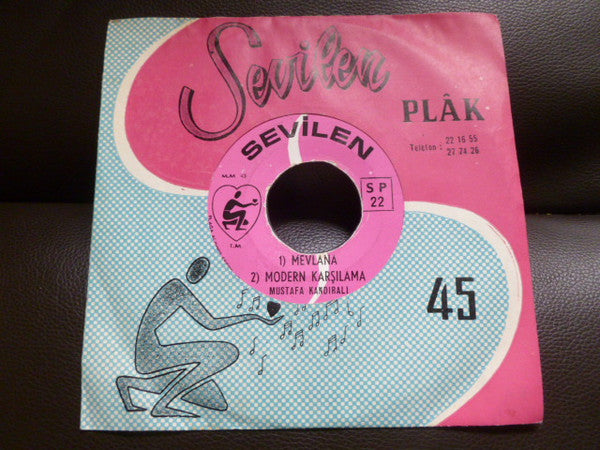 Sevilen
PLÂK
Telefon : 22 16 55
27 74 26
SEVİLEN
S P
22
1) MEVLANA
2) MODERN KARŞILAMA
MUSTAFA KANDIRALI
45